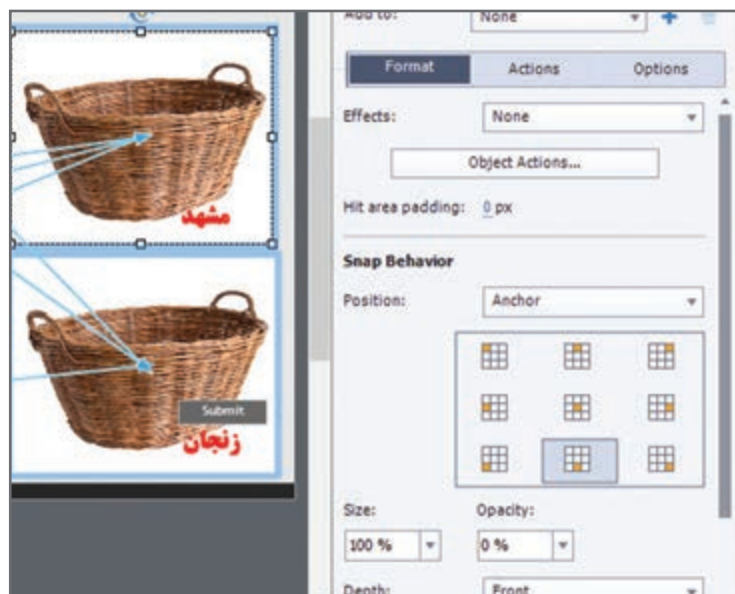 مشهد
Submit
زنجان
Add to: None
Format Actions Options
Effects: None
Object Actions...
Hit area padding: 0 px
Snap Behavior
Position: Anchor
Size: Opacity:
100 % 0 %
Depth: Front